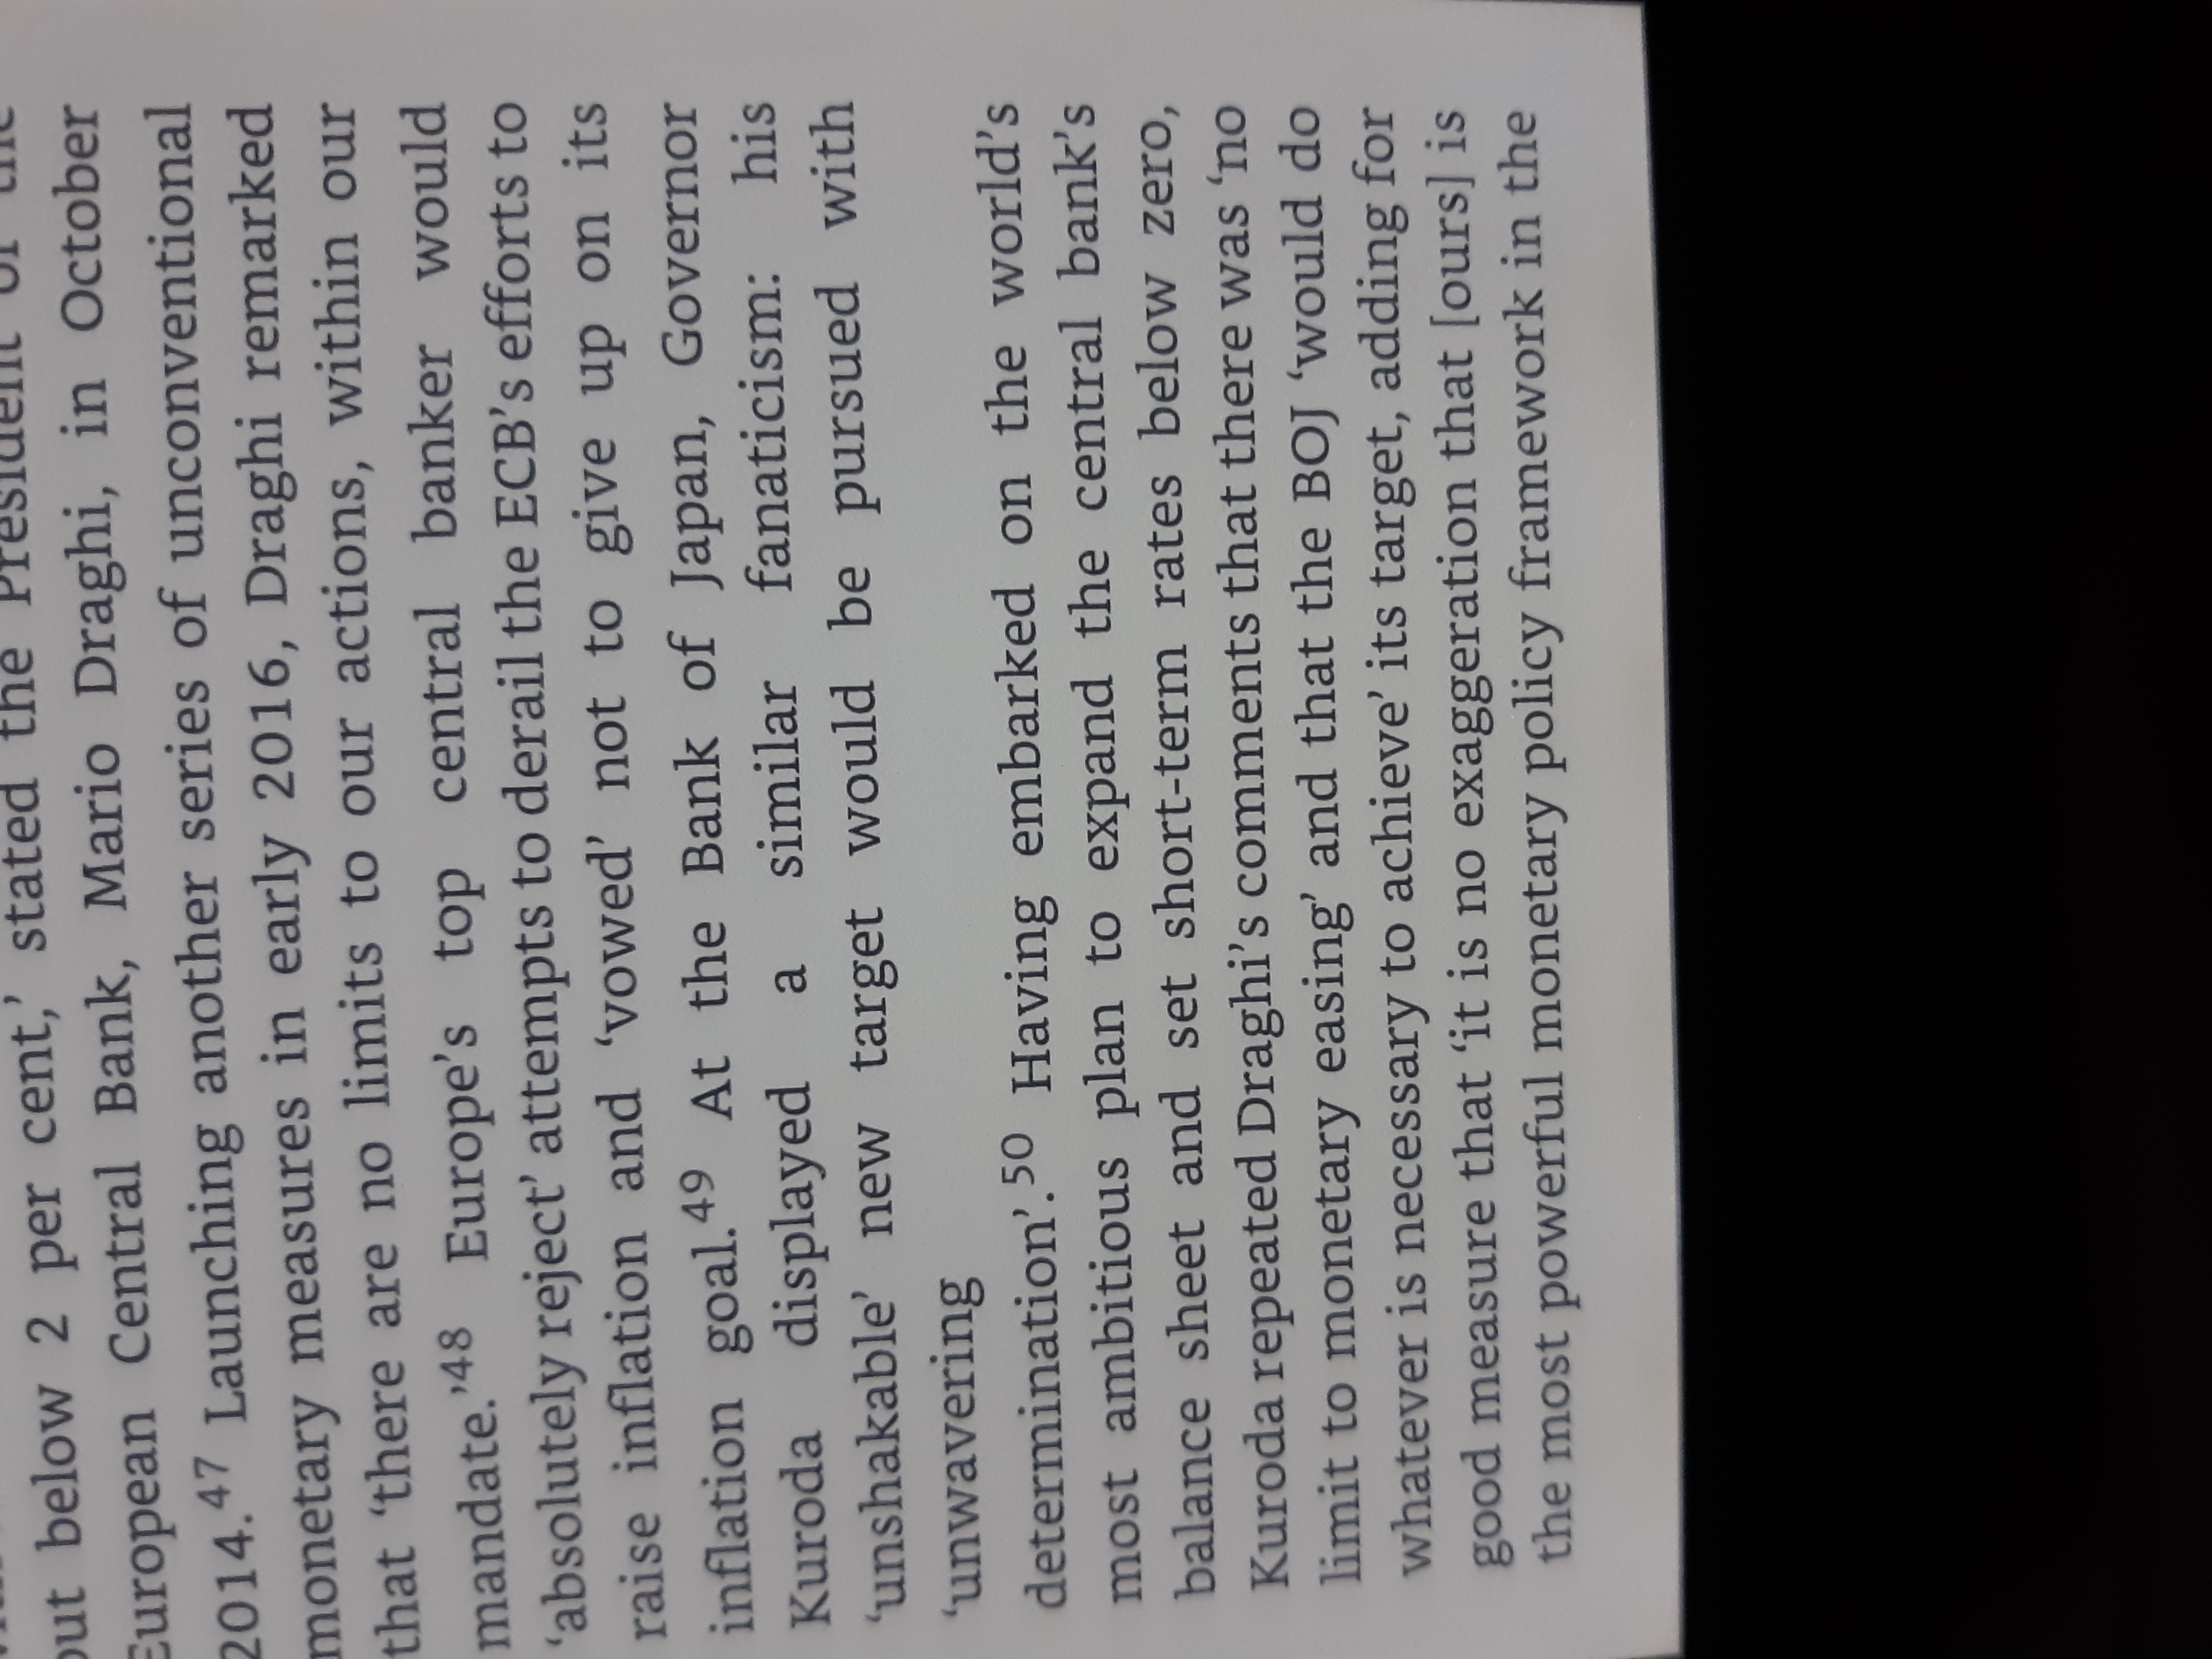 but below 2 per cent,’ stated the President of the
European Central Bank, Mario Draghi, in October
2014.47 Launching another series of unconventional
monetary measures in early 2016, Draghi remarked
that ‘there are no limits to our actions, within our
mandate.’48 Europe’s top central banker would
‘absolutely reject’ attempts to derail the ECB’s efforts to
raise inflation and ‘vowed’ not to give up on its
inflation goal.49 At the Bank of Japan, Governor
Kuroda displayed a similar fanaticism: his
‘unshakable’ new target would be pursued with
‘unwavering
determination’.50 Having embarked on the world’s
most ambitious plan to expand the central bank’s
balance sheet and set short-term rates below zero,
Kuroda repeated Draghi’s comments that there was ‘no
limit to monetary easing’ and that the BOJ ‘would do
whatever is necessary to achieve’ its target, adding for
good measure that ‘it is no exaggeration that [ours] is
the most powerful monetary policy framework in the